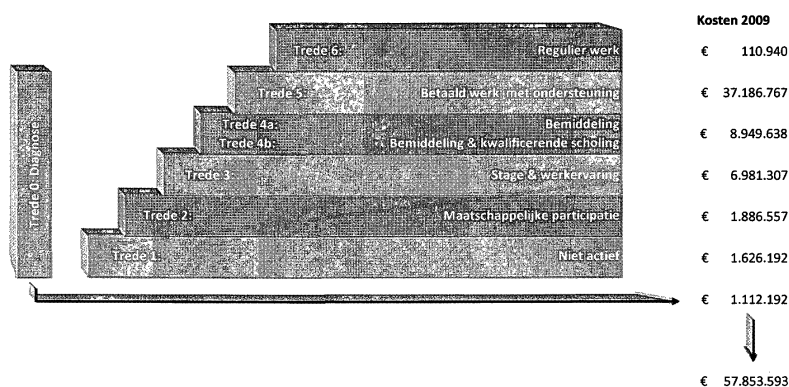 Kosten 2009
Trede 6: Regulier werk € 110.940
Trede 5: Betaald werk met ondersteuning € 37.186.767
Trede 4a: Bemiddeling
Trede 4b: Bemiddeling & kwalificerende scholing € 8.949.638
Trede 3 Stage & werkervaring € 6.981.307
Trede 2: Maatschappelijke participatie € 1.886.557
Trede 1: Niet actief € 1.626.192
Trede 0: Diagnose
€ 1.112.192
€ 57.853.593